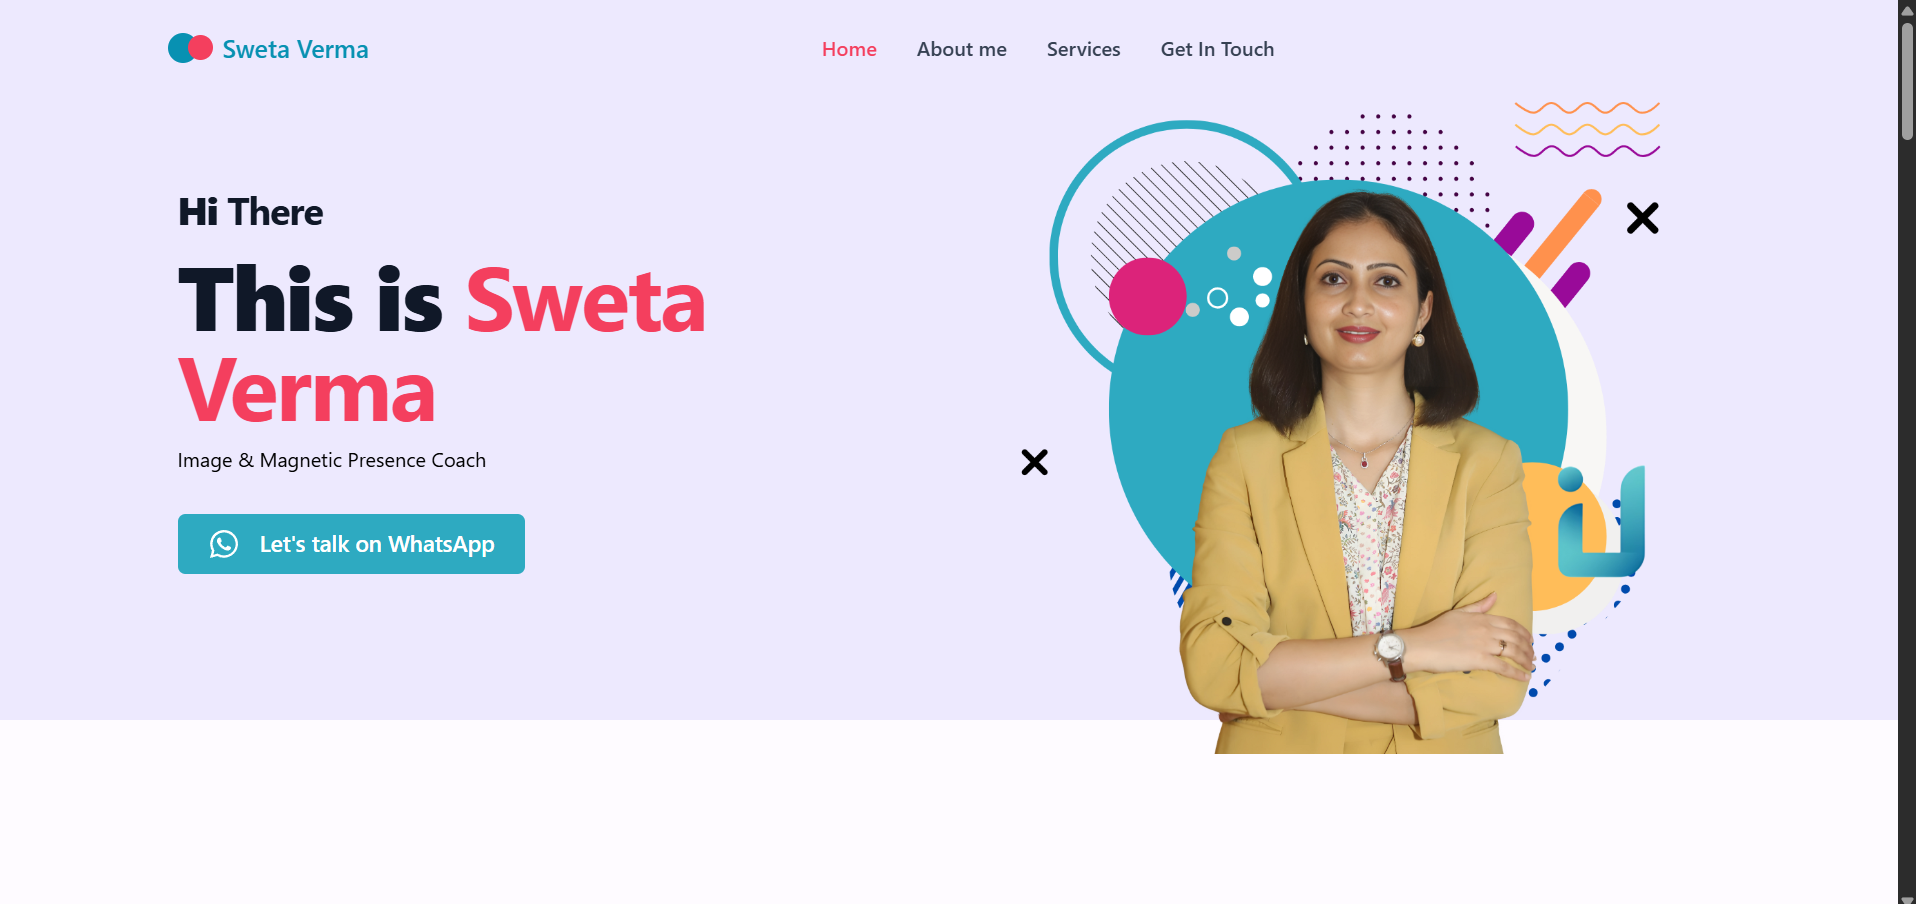 Sweta Verma
Home
About me
Services
Get In Touch
Hi There
This is Sweta
Verma
Image & Magnetic Presence Coach
Let's talk on WhatsApp